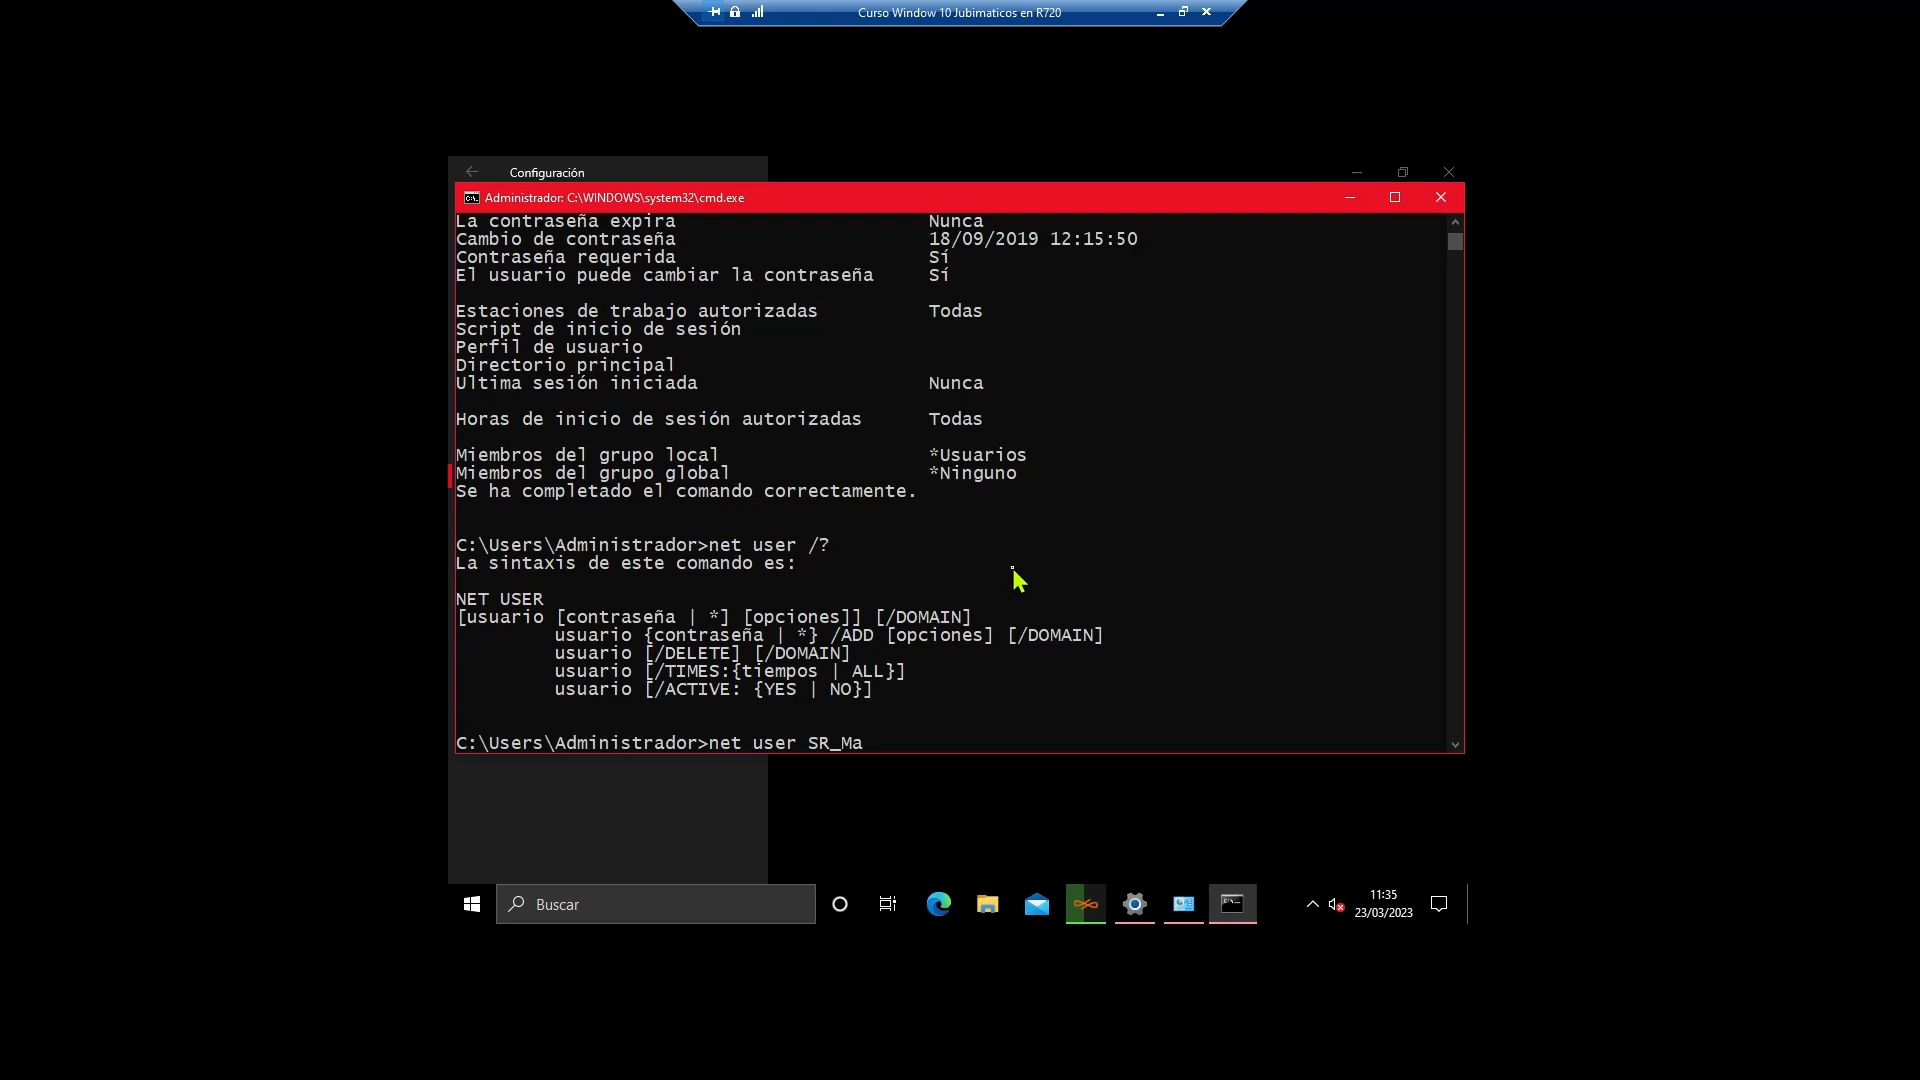 Curso Window 10 Jubimaticos en R720
Configuración
Administrador: C:\WINDOWS\system32\cmd.exe
La contraseña expira Nunca
Cambio de contraseña 18/09/2019 12:15:50
Contraseña requerida Sí
El usuario puede cambiar la contraseña Sí
Estaciones de trabajo autorizadas Todas
Script de inicio de sesión
Perfil de usuario
Directorio principal
Ultima sesión iniciada Nunca
Horas de inicio de sesión autorizadas Todas
Miembros del grupo local *Usuarios
Miembros del grupo global *Ninguno
Se ha completado el comando correctamente.
C:\Users\Administrador>net user /?
La sintaxis de este comando es:
NET USER
[usuario [contraseña | *] [opciones]] [/DOMAIN]
usuario {contraseña | *} /ADD [opciones] [/DOMAIN]
usuario [/DELETE] [/DOMAIN]
usuario [/TIMES:{tiempos | ALL}]
usuario [/ACTIVE: {YES | NO}]
C:\Users\Administrador>net user SR_Ma
Buscar
11:35
23/03/2023